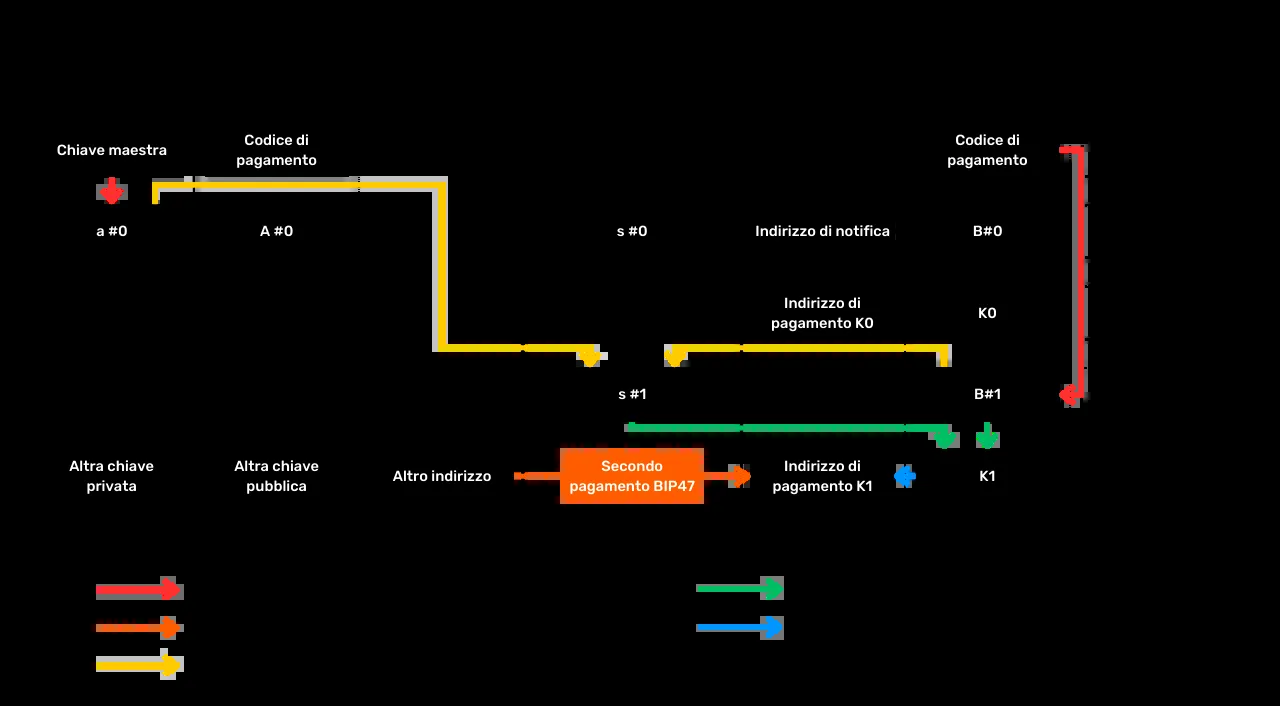 Chiave maestra
Codice di
pagamento
Codice di
pagamento
a #0
A #0
s #0
Indirizzo di notifica
B#0
Indirizzo di
pagamento K0
K0
s #1
B#1
Altra chiave
privata
Altra chiave
pubblica
Altro indirizzo
Secondo
pagamento BIP47
Indirizzo di
pagamento K1
K1